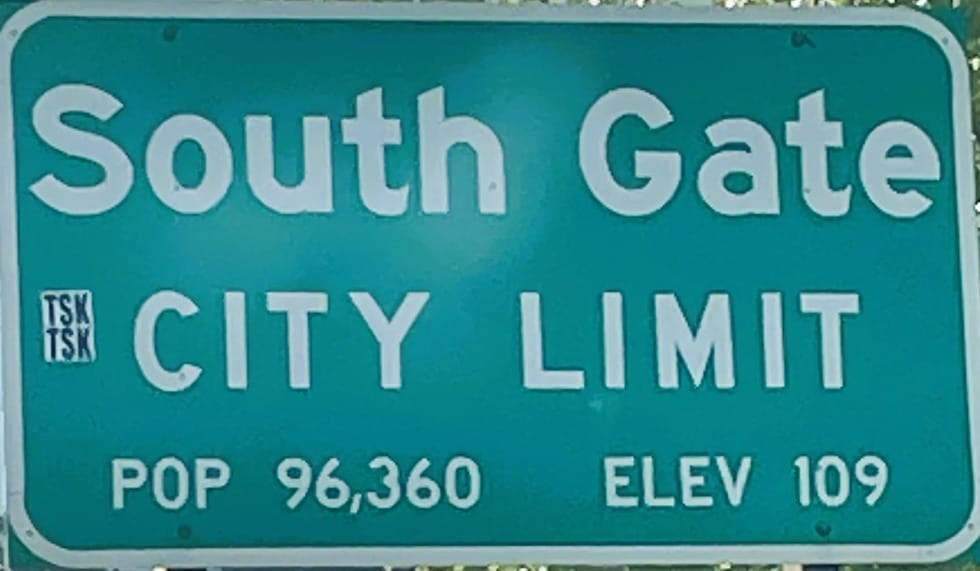 South Gate
TSK
TSK
CITY LIMIT
POP 96,360 ELEV 109